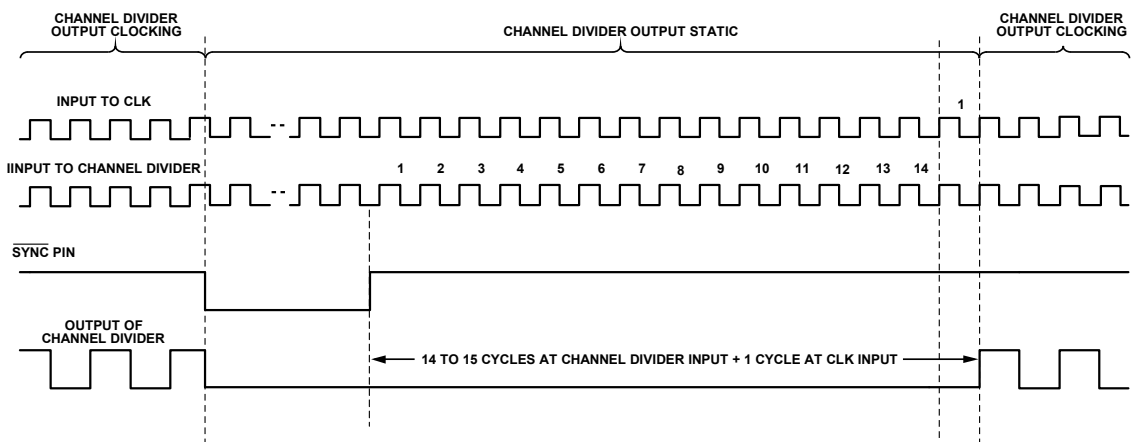 CHANNEL DIVIDER
OUTPUT CLOCKING
CHANNEL DIVIDER OUTPUT STATIC
CHANNEL DIVIDER
OUTPUT CLOCKING
INPUT TO CLK
1
IINPUT TO CHANNEL DIVIDER
1 2 3 4 5 6 7 8 9 10 11 12 13 14
SYNC PIN
OUTPUT OF
CHANNEL DIVIDER
14 TO 15 CYCLES AT CHANNEL DIVIDER INPUT + 1 CYCLE AT CLK INPUT